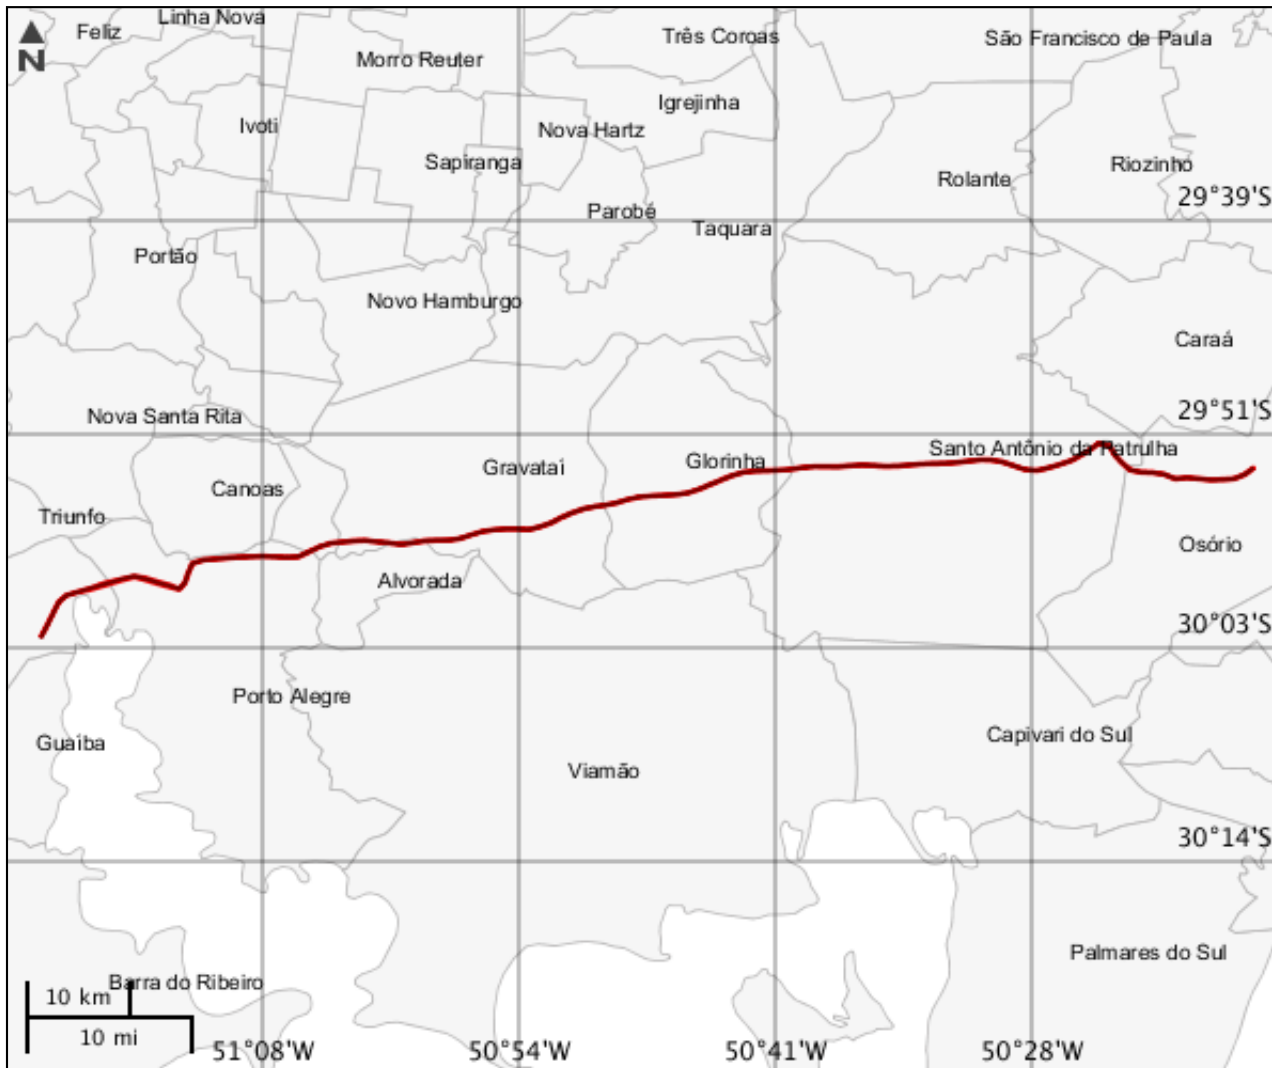 Linha Nova
Feliz
Três Coroas
São Francisco de Paula
N
Morro Reuter
Igrejinha
Ivoti
Nova Hartz
Sapiranga
Riozinho
Rolante
29°39'S
Parobé
Taquara
Portão
Novo Hamburgo
Caraá
29°51'S
Nova Santa Rita
Santo Antônio da Patrulha
Glorinha
Gravataí
Canoas
Triunfo
Osório
Alvorada
30°03'S
Porto Alegre
Capivari do Sul
Guaíba
Viamão
30°14'S
Palmares do Sul
Barra do Ribeiro
10 km
10 mi
51°08'W
50°54'W
50°41'W
50°28'W